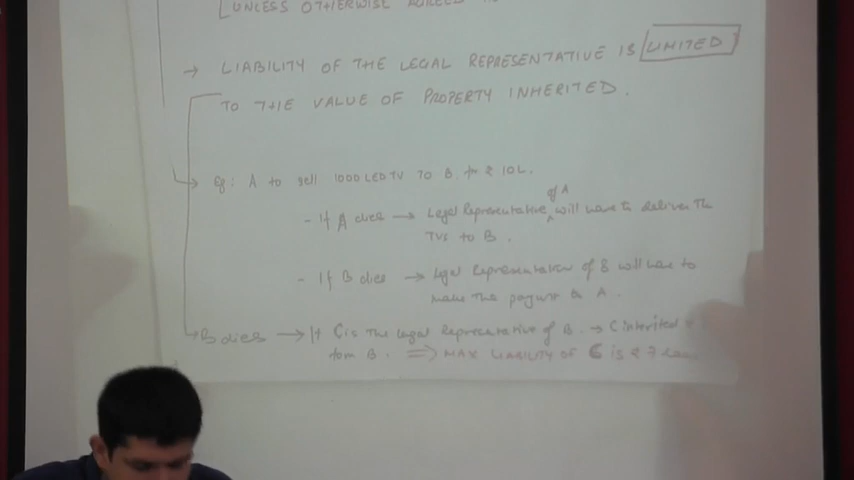 UNLESS OTHERWISE AGREED
→ LIABILITY OF THE LEGAL REPRESENTATIVE IS LIMITED
TO THE VALUE OF PROPERTY INHERITED.
→ Eg: A to sell 1000 LED TV TO B for ₹ 10L.
- If A dies → Legal Representative of A will have to deliver the
TVs to B.
- If B dies → Legal Representative of B will have to
make the payment to A.
→ B dies → If C is the legal Representative of B. → C inherited
from B. ⇒ MAX LIABILITY OF C is ₹ 7